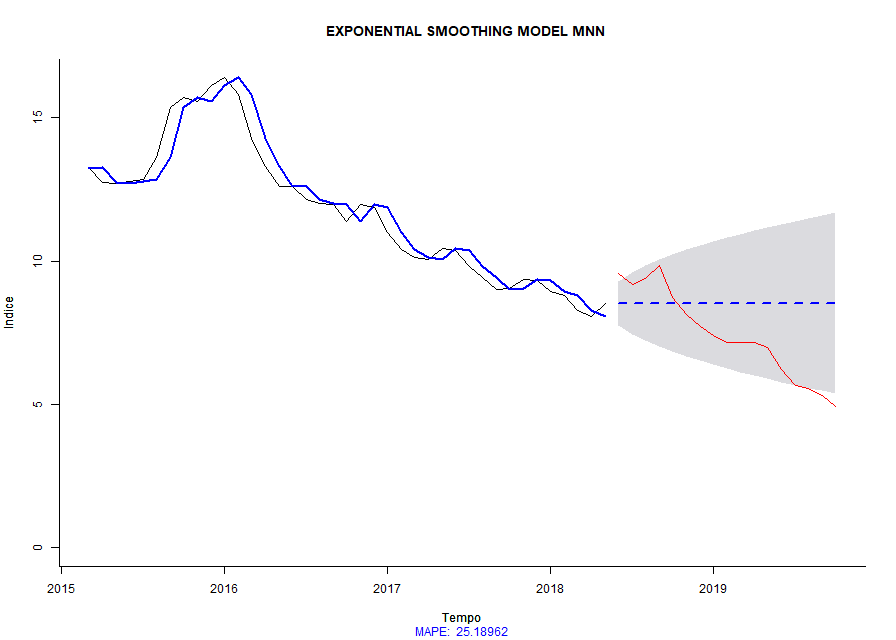 EXPONENTIAL SMOOTHING MODEL MNN
15
10
5
0
Indice
2015 2016 2017 2018 2019
Tempo
MAPE: 25.18962